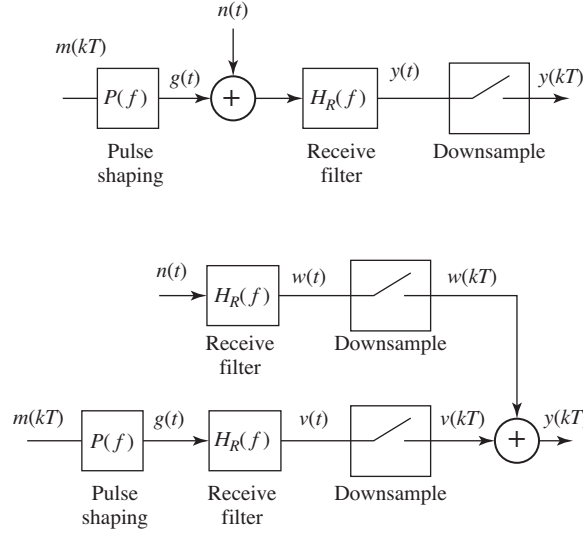 n(t)
m(kT)
g(t)
y(t)
y(kT)
P(f)
+
H_R(f)
Pulse
shaping
Receive
filter
Downsample
n(t)
w(t)
w(kT)
H_R(f)
Receive
filter
Downsample
m(kT)
g(t)
v(t)
v(kT)
y(kT)
P(f)
H_R(f)
+
Pulse
shaping
Receive
filter
Downsample